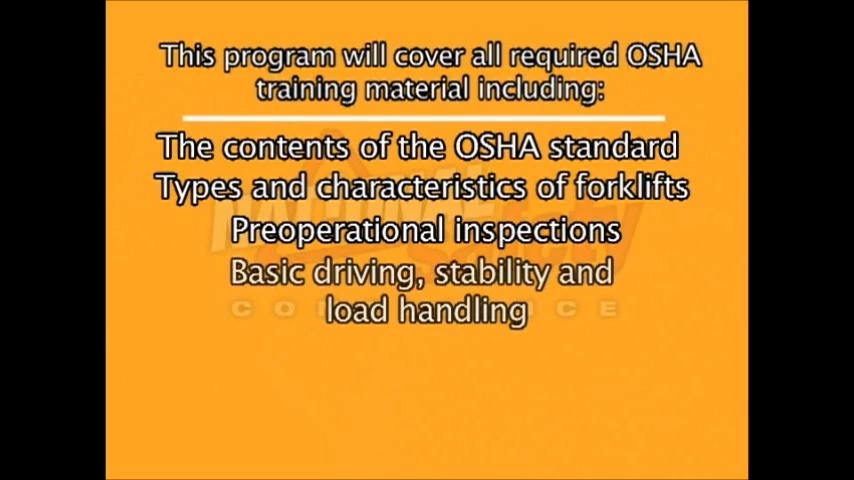 This program will cover all required OSHA
training material including:
The contents of the OSHA standard
Types and characteristics of forklifts
Preoperational inspections
Basic driving, stability and
load handling